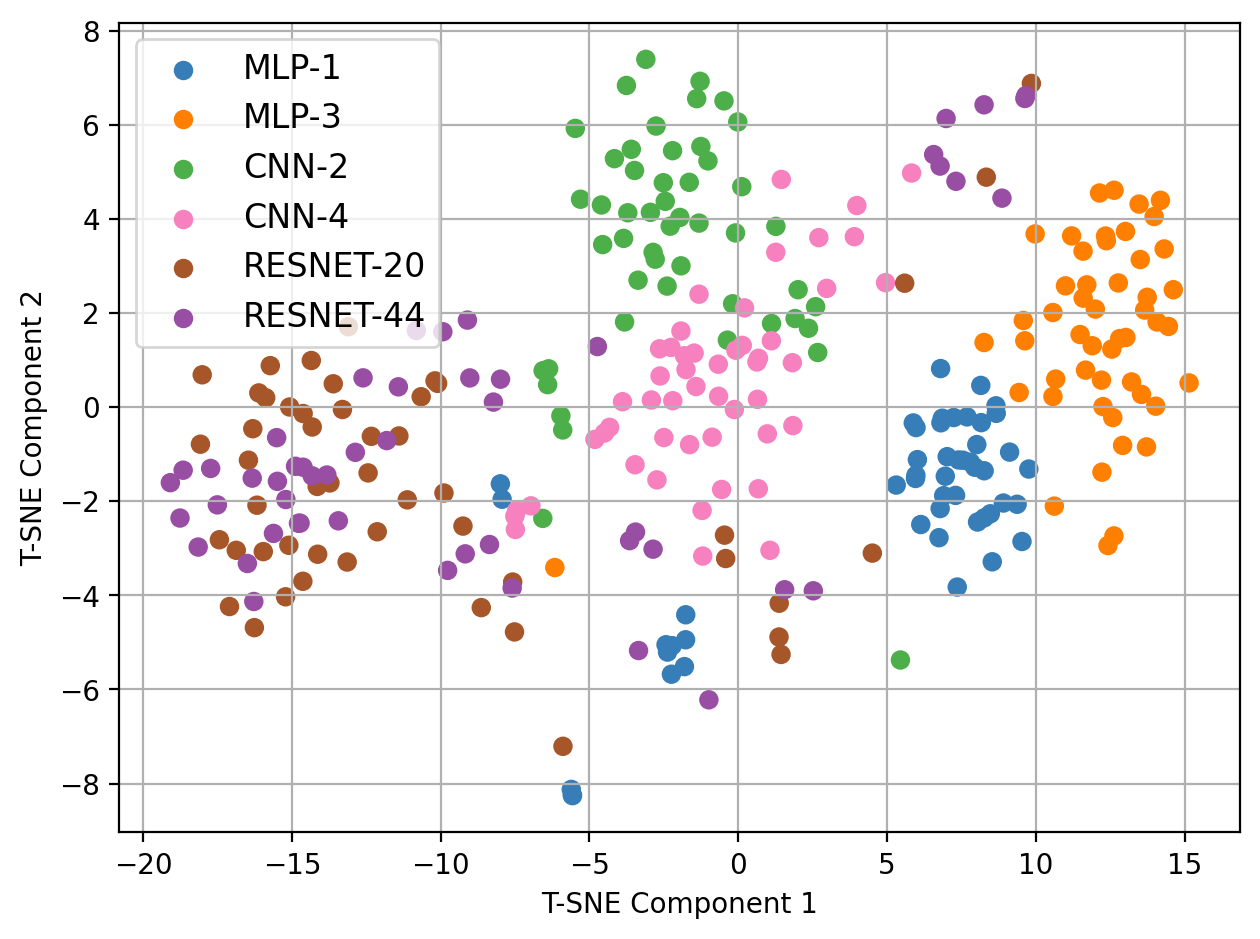 MLP-1
MLP-3
CNN-2
CNN-4
RESNET-20
RESNET-44
8
6
4
2
0
−2
−4
−6
−8
T-SNE Component 2
−20 −15 −10 −5 0 5 10 15
T-SNE Component 1